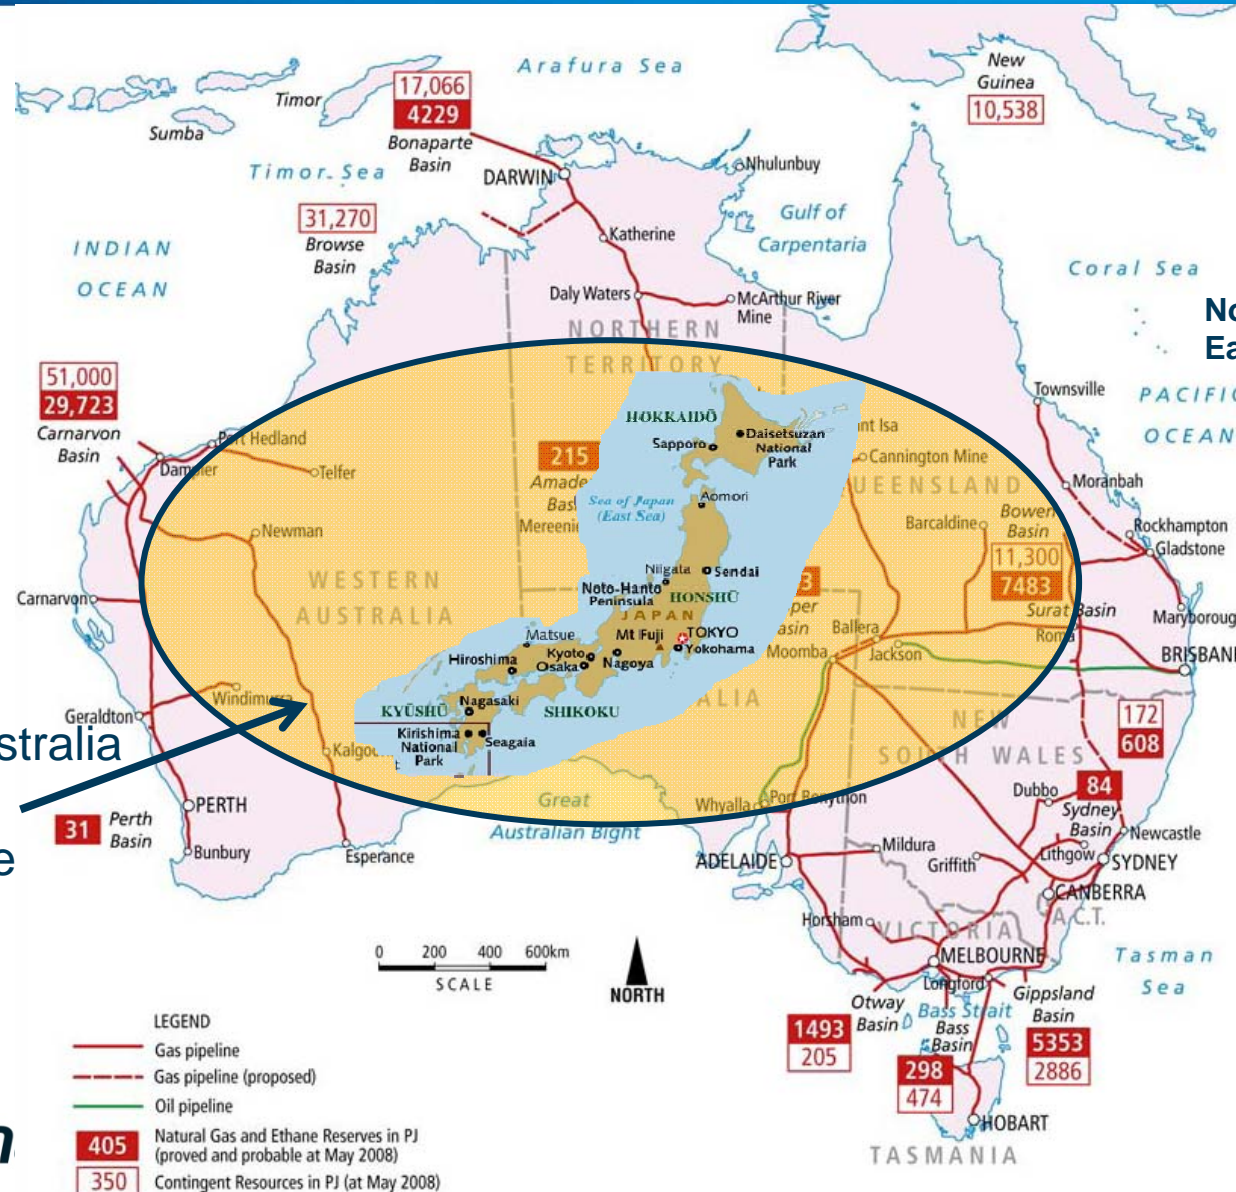 Arafura Sea
New
Guinea
10,538
17,066
4229
Bonaparte
Basin
Timor
Sumba
Timor Sea
31,270
Browse
Basin
DARWIN
Nhulunbuy
Gulf of
Carpentaria
Katherine
INDIAN
OCEAN
Coral Sea
Daly Waters
McArthur River
Mine
NORTHERN
TERRITORY
51,000
29,723
Carnarvon
Basin
Townsville
PACIFIC
OCEAN
Port Hedland
Dampier
Telfer
215
HOKKAIDŌ
Sapporo
Daisetsuzan
National
Park
Cannington Mine
Moranbah
Sea of Japan
(East Sea)
Aomori
Bowen
Basin
Barcaldine
Rockhampton
Gladstone
Newman
11,300
7483
WESTERN
AUSTRALIA
Niigata
Sendai
Noto-Hanto
Peninsula
HONSHŪ
JAPAN
Surat Basin
Carnarvon
Matsue
Mt Fuji
TOKYO
Yokohama
Kyoto
Osaka
Nagoya
Hiroshima
Ballera
Moomba
Jackson
Roma
Windimurra
Nagasaki
KYŪSHŪ
SHIKOKU
Kirishima
National
Park
Seagaia
NEW
SOUTH WALES
172
608
Geraldton
stralia
PERTH
31
Perth
Basin
Bunbury
Esperance
Great
Australian Bight
Whyalla
Port Bonython
Dubbo
84
Sydney
Basin
Newcastle
Lithgow
SYDNEY
ADELAIDE
Mildura
Griffith
CANBERRA
A.C.T.
Horsham
VICTORIA
MELBOURNE
Longford
Tasman
Sea
0 200 400 600km
SCALE
NORTH
Otway
Basin
Bass Strait
Bass
Basin
Gippsland
Basin
1493
205
298
474
5353
2886
HOBART
TASMANIA
LEGEND
Gas pipeline
Gas pipeline (proposed)
Oil pipeline
405 Natural Gas and Ethane Reserves in PJ
(proved and probable at May 2008)
350 Contingent Resources in PJ (at May 2008)